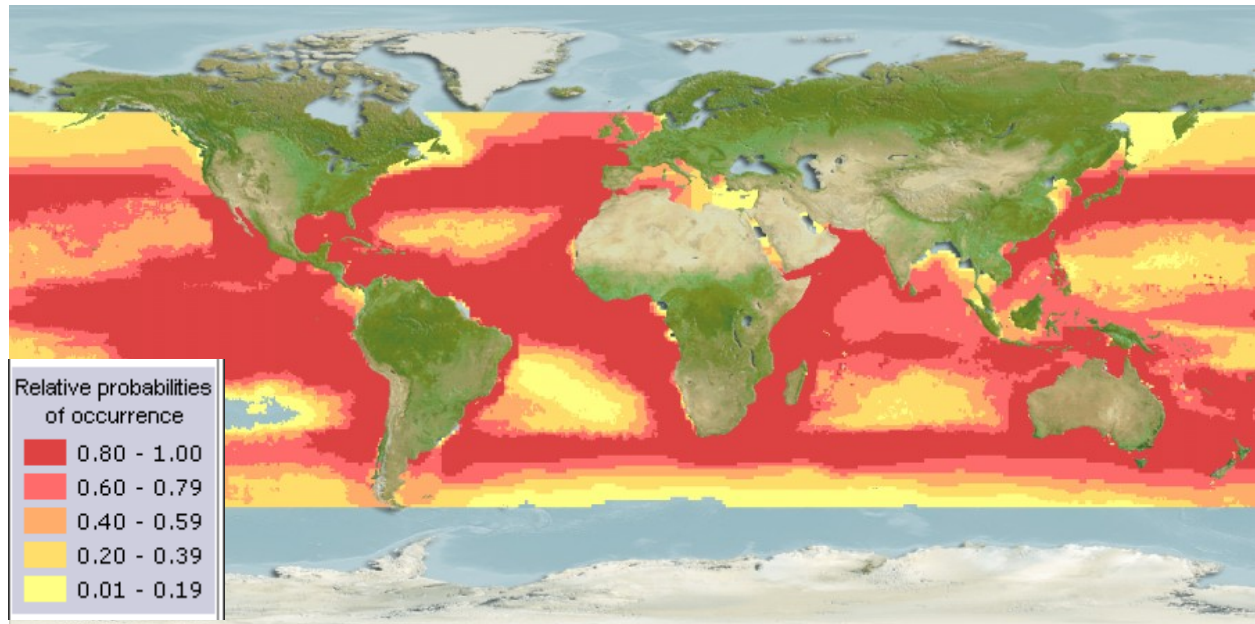 Relative probabilities
of occurrence
0.80 - 1.00
0.60 - 0.79
0.40 - 0.59
0.20 - 0.39
0.01 - 0.19